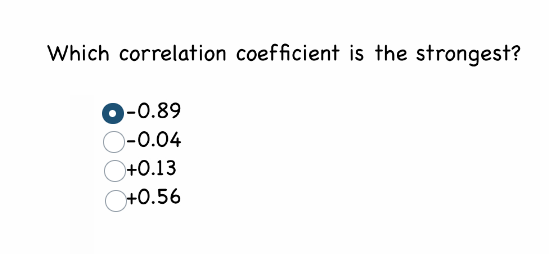 Which correlation coefficient is the strongest?
-0.89
-0.04
+0.13
+0.56